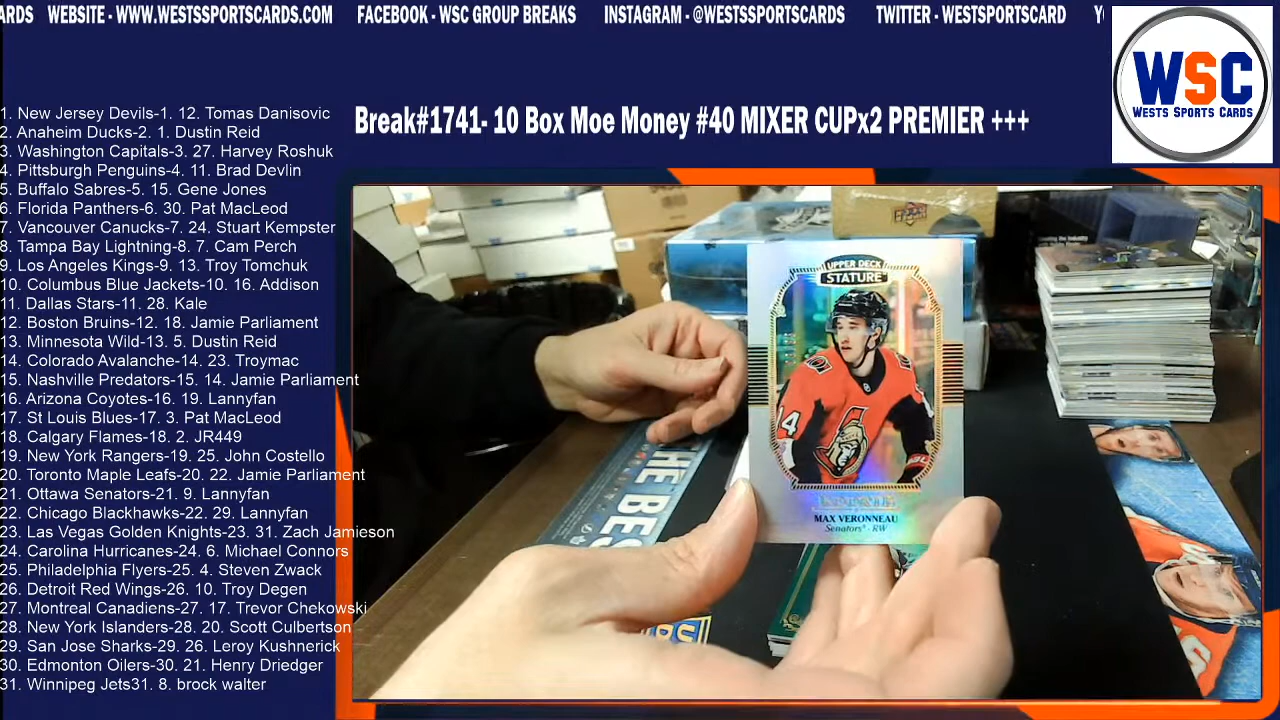 ARDS WEBSITE - WWW.WESTSSPORTSCARDS.COM FACEBOOK - WSC GROUP BREAKS INSTAGRAM - @WESTSSPORTSCARDS TWITTER - WESTSPORTSCARD
WSC
WESTS SPORTS CARDS
Break#1741- 10 Box Moe Money #40 MIXER CUPx2 PREMIER +++
1. New Jersey Devils-1. 12. Tomas Danisovic
2. Anaheim Ducks-2. 1. Dustin Reid
3. Washington Capitals-3. 27. Harvey Roshuk
4. Pittsburgh Penguins-4. 11. Brad Devlin
5. Buffalo Sabres-5. 15. Gene Jones
6. Florida Panthers-6. 30. Pat MacLeod
7. Vancouver Canucks-7. 24. Stuart Kempster
8. Tampa Bay Lightning-8. 7. Cam Perch
9. Los Angeles Kings-9. 13. Troy Tomchuk
10. Columbus Blue Jackets-10. 16. Addison
11. Dallas Stars-11. 28. Kale
12. Boston Bruins-12. 18. Jamie Parliament
13. Minnesota Wild-13. 5. Dustin Reid
14. Colorado Avalanche-14. 23. Troymac
15. Nashville Predators-15. 14. Jamie Parliament
16. Arizona Coyotes-16. 19. Lannyfan
17. St Louis Blues-17. 3. Pat MacLeod
18. Calgary Flames-18. 2. JR449
19. New York Rangers-19. 25. John Costello
20. Toronto Maple Leafs-20. 22. Jamie Parliament
21. Ottawa Senators-21. 9. Lannyfan
22. Chicago Blackhawks-22. 29. Lannyfan
23. Las Vegas Golden Knights-23. 31. Zach Jamieson
24. Carolina Hurricanes-24. 6. Michael Connors
25. Philadelphia Flyers-25. 4. Steven Zwack
26. Detroit Red Wings-26. 10. Troy Degen
27. Montreal Canadiens-27. 17. Trevor Chekowski
28. New York Islanders-28. 20. Scott Culbertson
29. San Jose Sharks-29. 26. Leroy Kushnerick
30. Edmonton Oilers-30. 21. Henry Driedger
31. Winnipeg Jets31. 8. brock walter
UPPER DECK
STATURE
14
MAX VERONNEAU
Senators · RW
THE BES